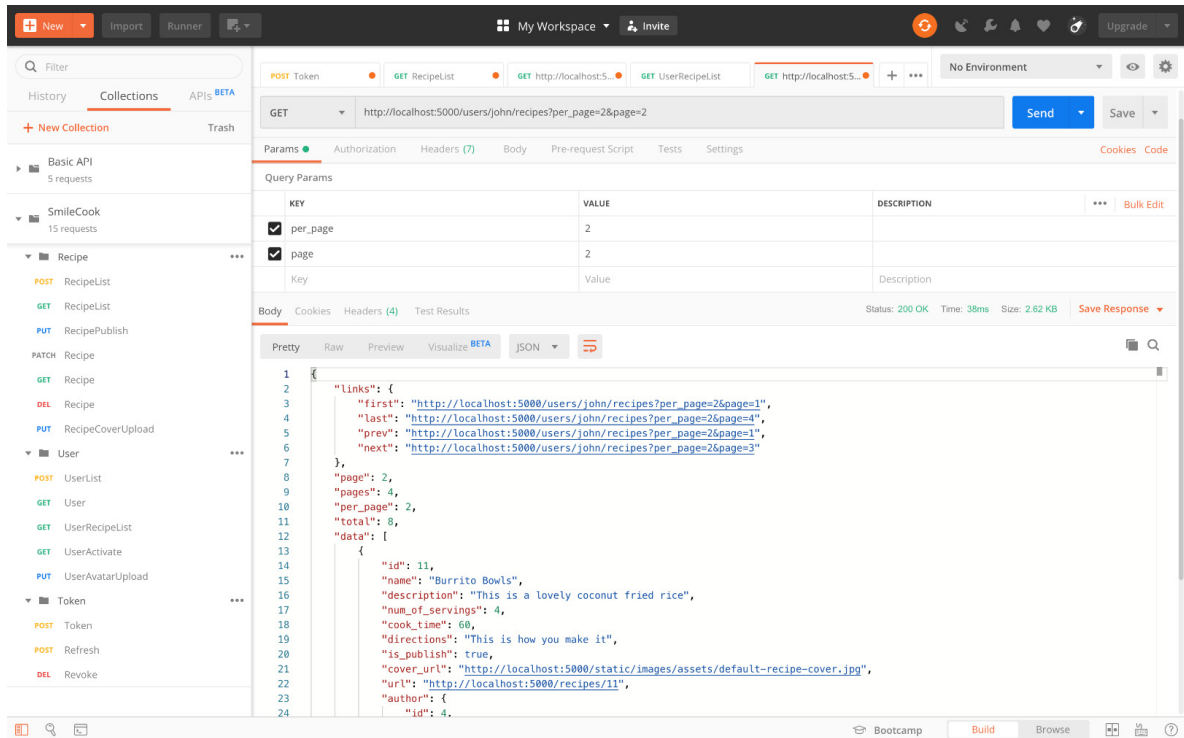 New Import Runner My Workspace Invite Upgrade
Filter
History Collections APIs BETA
+ New Collection Trash
Basic API
5 requests
SmileCook
15 requests
Recipe
POST RecipeList
GET RecipeList
PUT RecipePublish
PATCH Recipe
GET Recipe
DEL Recipe
PUT RecipeCoverUpload
User
POST UserList
GET User
GET UserRecipeList
GET UserActivate
PUT UserAvatarUpload
Token
POST Token
POST Refresh
DEL Revoke
POST Token GET RecipeList GET http://localhost:5... GET UserRecipeList GET http://localhost:5... + ••• No Environment
GET http://localhost:5000/users/john/recipes?per_page=2&page=2 Send Save
Params Authorization Headers (7) Body Pre-request Script Tests Settings Cookies Code
Query Params
KEY VALUE DESCRIPTION ••• Bulk Edit
per_page 2
page 2
Key Value Description
Body Cookies Headers (4) Test Results Status: 200 OK Time: 38ms Size: 2.62 KB Save Response
Pretty Raw Preview Visualize BETA JSON
1 {
2 "links": {
3 "first": "http://localhost:5000/users/john/recipes?per_page=2&page=1",
4 "last": "http://localhost:5000/users/john/recipes?per_page=2&page=4",
5 "prev": "http://localhost:5000/users/john/recipes?per_page=2&page=1",
6 "next": "http://localhost:5000/users/john/recipes?per_page=2&page=3"
7 },
8 "page": 2,
9 "pages": 4,
10 "per_page": 2,
11 "total": 8,
12 "data": [
13 {
14 "id": 11,
15 "name": "Burrito Bowls",
16 "description": "This is a lovely coconut fried rice",
17 "num_of_servings": 4,
18 "cook_time": 60,
19 "directions": "This is how you make it",
20 "is_publish": true,
21 "cover_url": "http://localhost:5000/static/images/assets/default-recipe-cover.jpg",
22 "url": "http://localhost:5000/recipes/11",
23 "author": {
24 "id": 4,
Bootcamp Build Browse